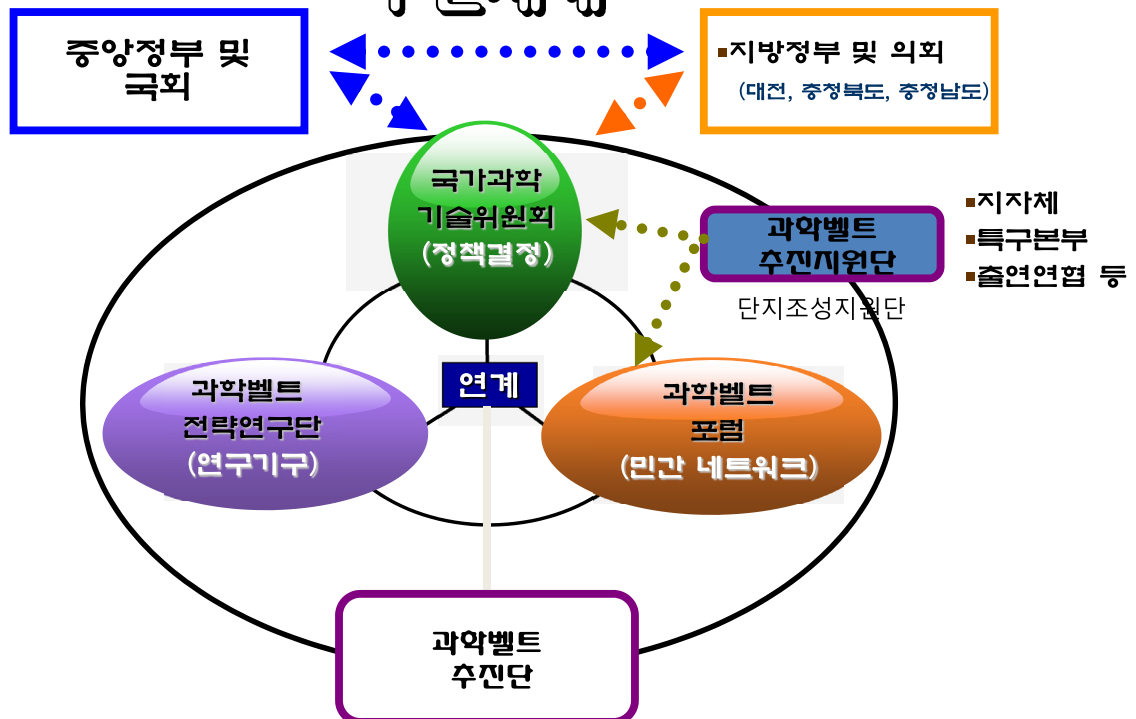 중앙정부 및
국회
▪지방정부 및 의회
(대전, 충청북도, 충청남도)
국가과학
기술위원회
(정책결정)
과학벨트
추진지원단
단지조성지원단
▪지자체
▪특구본부
▪출연연협 등
연계
과학벨트
전략연구단
(연구기구)
과학벨트
포럼
(민간 네트워크)
과학벨트
추진단